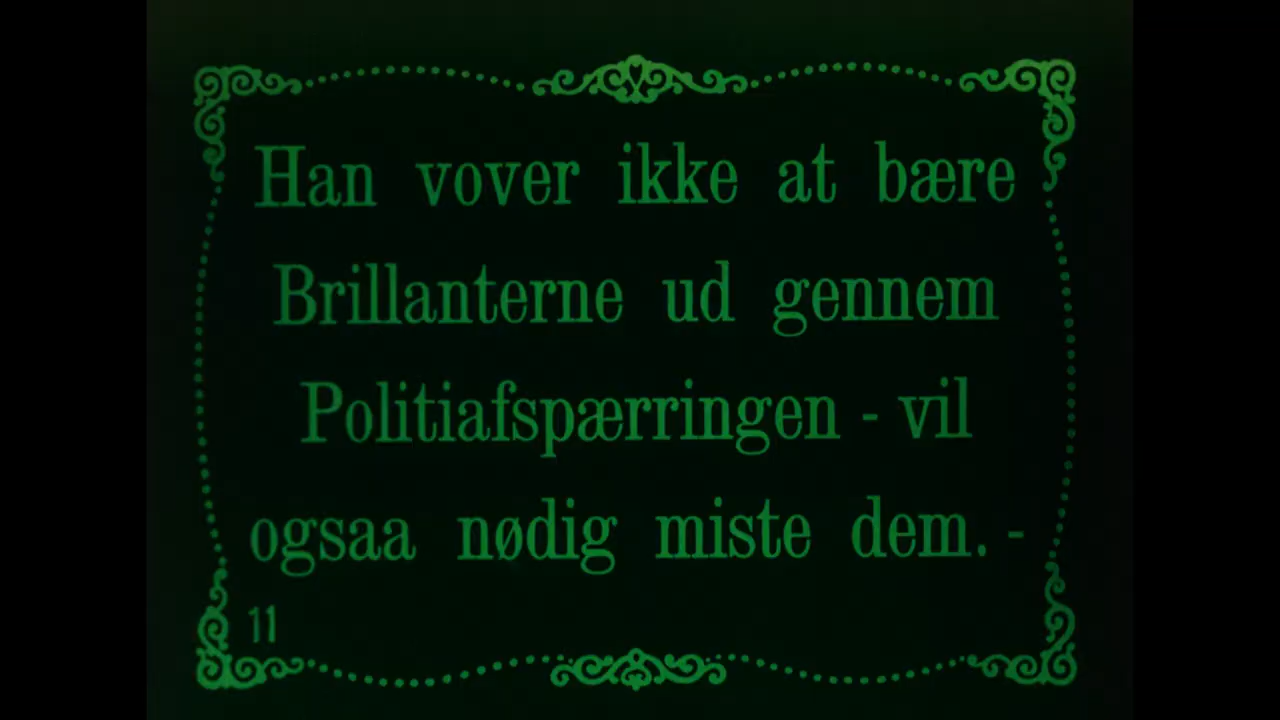 Han vover ikke at bære
Brillanterne ud gennem
Politiafspærringen - vil
ogsaa nødig miste dem. -
11